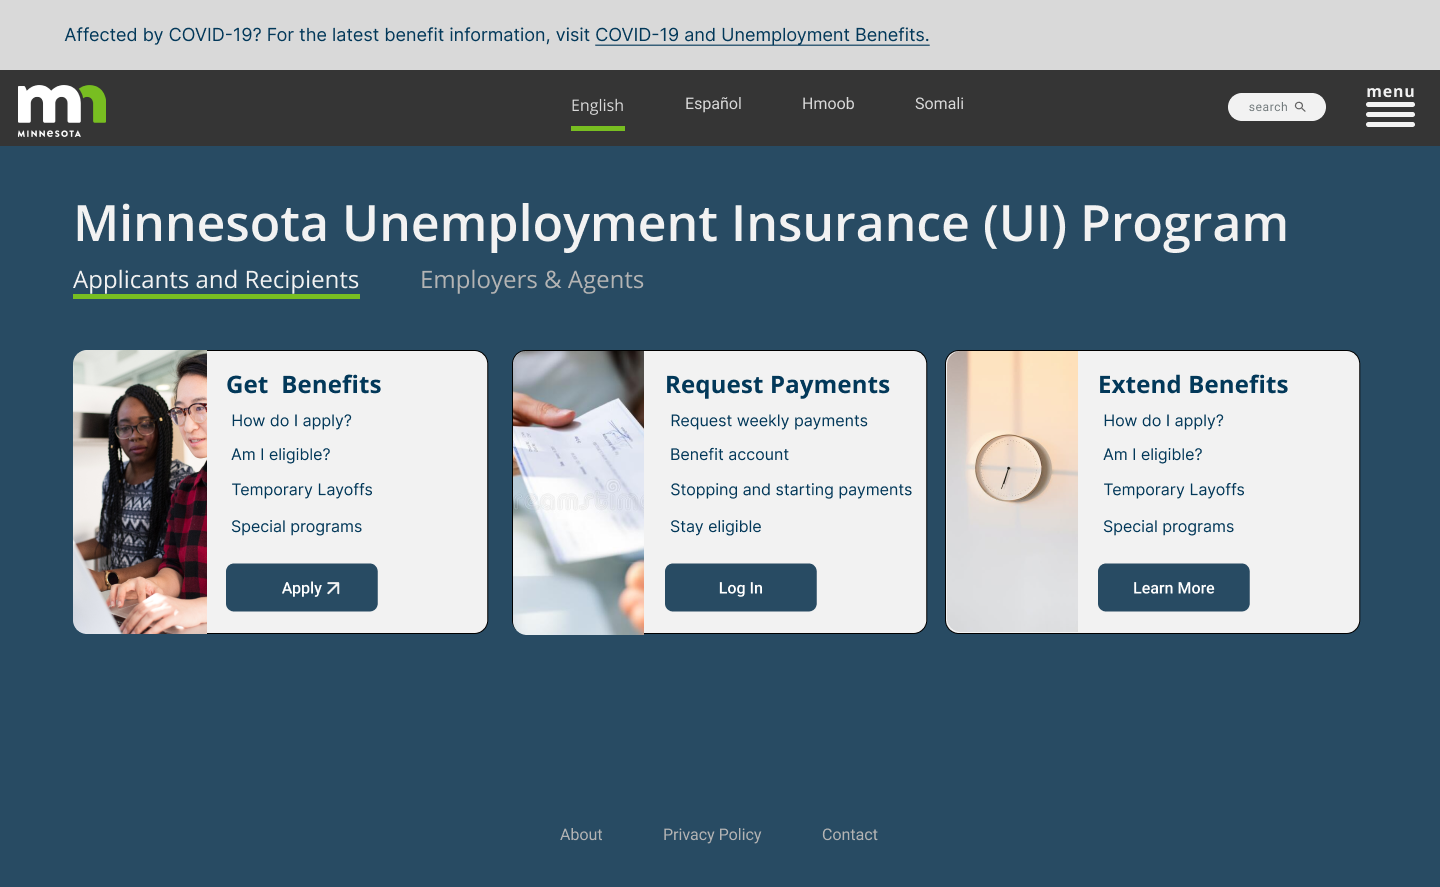 Affected by COVID-19? For the latest benefit information, visit COVID-19 and Unemployment Benefits.
MINNESOTA
English Español Hmoob Somali
search
menu
Minnesota Unemployment Insurance (UI) Program
Applicants and Recipients Employers & Agents
Get Benefits
How do I apply?
Am I eligible?
Temporary Layoffs
Special programs
Apply
Request Payments
Request weekly payments
Benefit account
Stopping and starting payments
Stay eligible
Log In
Extend Benefits
How do I apply?
Am I eligible?
Temporary Layoffs
Special programs
Learn More
About Privacy Policy Contact